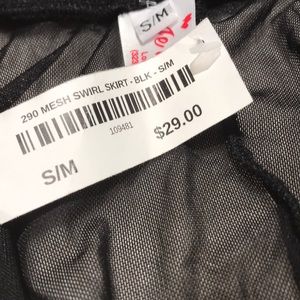 S/M
290 MESH SWIRL SKIRT - BLK - S/M
109481
$29.00
S/M